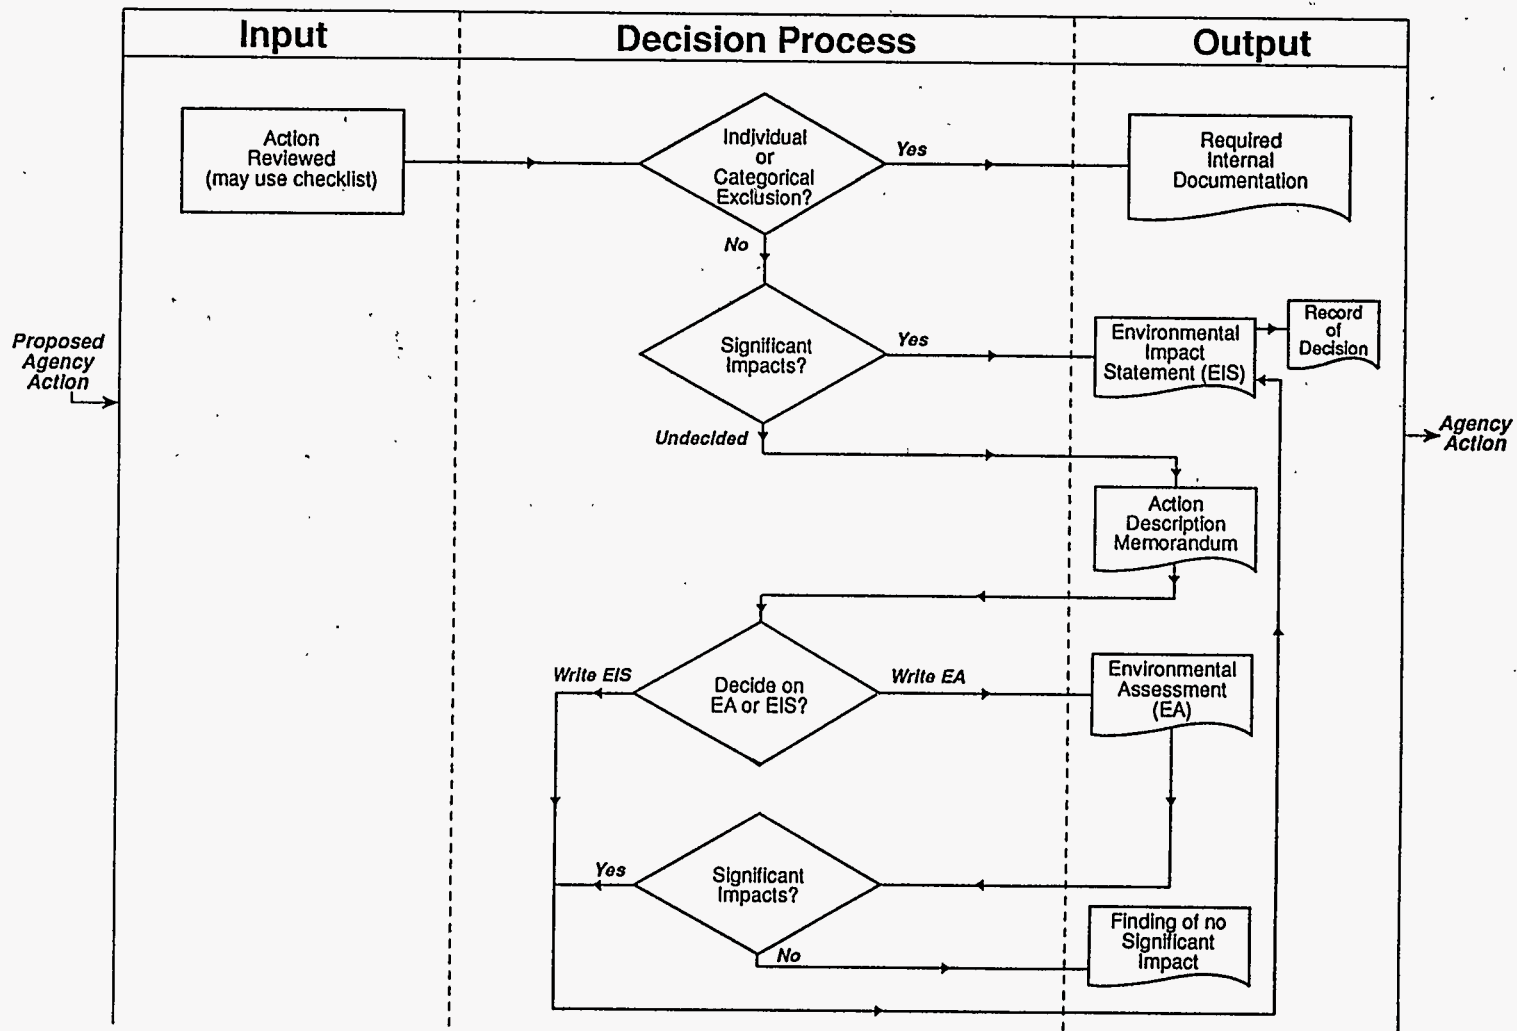 Input
Decision Process
Output
Action
Reviewed
(may use checklist)
Individual
or
Categorical
Exclusion?
Yes
Required
Internal
Documentation
No
Proposed
Agency
Action
Significant
Impacts?
Yes
Environmental
Impact
Statement (EIS)
Record
of
Decision
Undecided
Agency
Action
Action
Description
Memorandum
Write EIS
Decide on
EA or EIS?
Write EA
Environmental
Assessment
(EA)
Yes
Significant
Impacts?
No
Finding of no
Significant
Impact